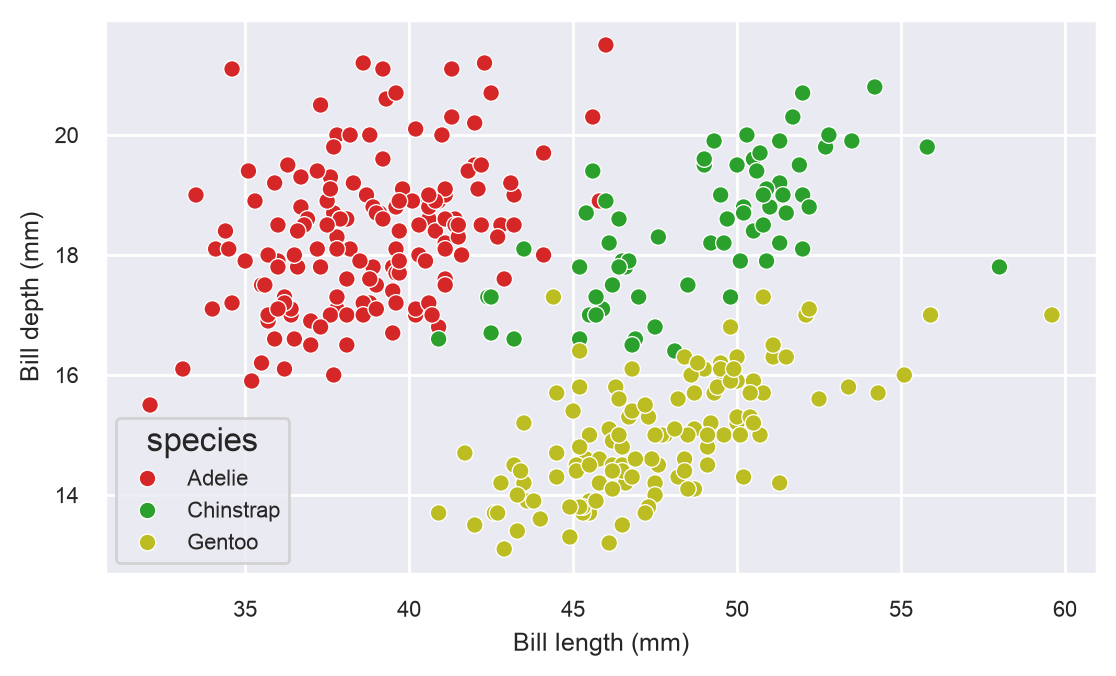 20
18
16
14
Bill depth (mm)
species
Adelie
Chinstrap
Gentoo
35 40 45 50 55 60
Bill length (mm)